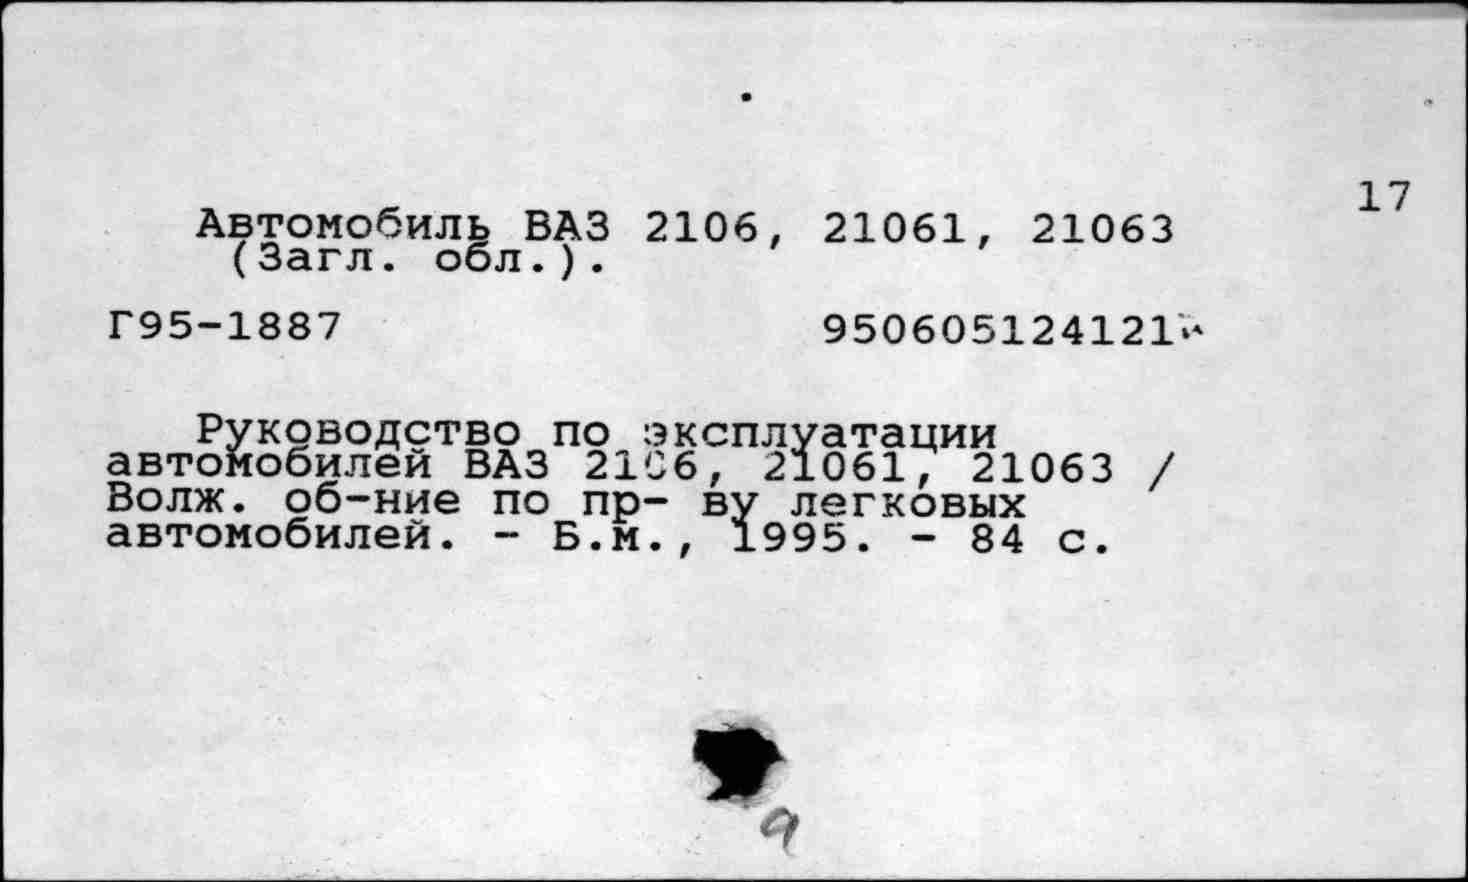 17
Автомобиль ВАЗ 2106, 21061, 21063
(Загл. обл.).
Г95-1887 950605124121
Руководство по эксплуатации
автомобилей ВАЗ 2106, 21061, 21063 /
Волж. об-ние по пр- ву легковых
автомобилей. - Б.м., 1995. - 84 с.